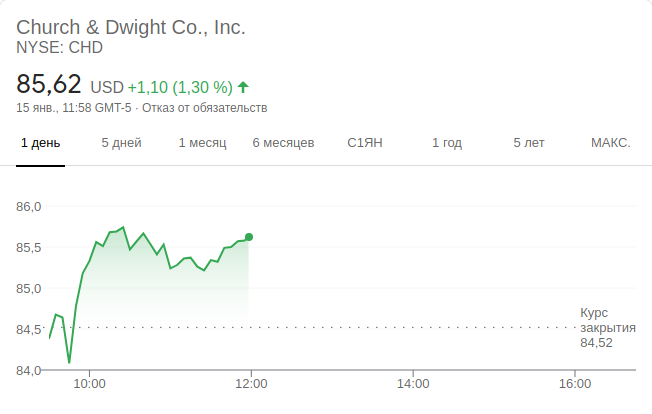 Church & Dwight Co., Inc.
NYSE: CHD
85,62 USD +1,10 (1,30 %)
15 янв., 11:58 GMT-5 · Отказ от обязательств
1 день 5 дней 1 месяц 6 месяцев С1ЯН 1 год 5 лет МАКС.
86,0
85,5
85,0
84,5
84,0
Курс
закрытия
84,52
10:00 12:00 14:00 16:00